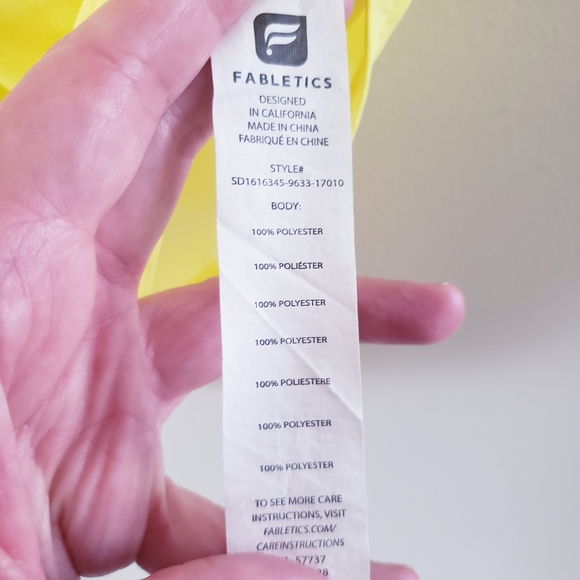 FABLETICS
DESIGNED
IN CALIFORNIA
MADE IN CHINA
FABRIQUÉ EN CHINE
STYLE#
SD1616345-9633-17010
BODY:
100% POLYESTER
100% POLIÉSTER
100% POLYESTER
100% POLYESTER
100% POLIESTERE
100% POLYESTER
100% POLYESTER
TO SEE MORE CARE
INSTRUCTIONS, VISIT
FABLETICS.COM/
CAREINSTRUCTIONS
57737